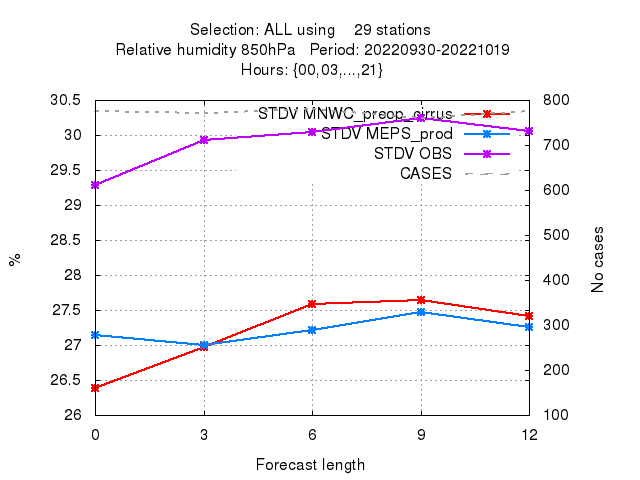 Selection: ALL using 29 stations
Relative humidity 850hPa Period: 20220930-20221019
Hours: {00,03,...,21}
STDV MNWC_preop_cirrus
STDV MEPS_prod
STDV OBS
CASES
30.5
30
29.5
29
28.5
28
27.5
27
26.5
26
%
800
700
600
500
400
300
200
100
No cases
0 3 6 9 12
Forecast length